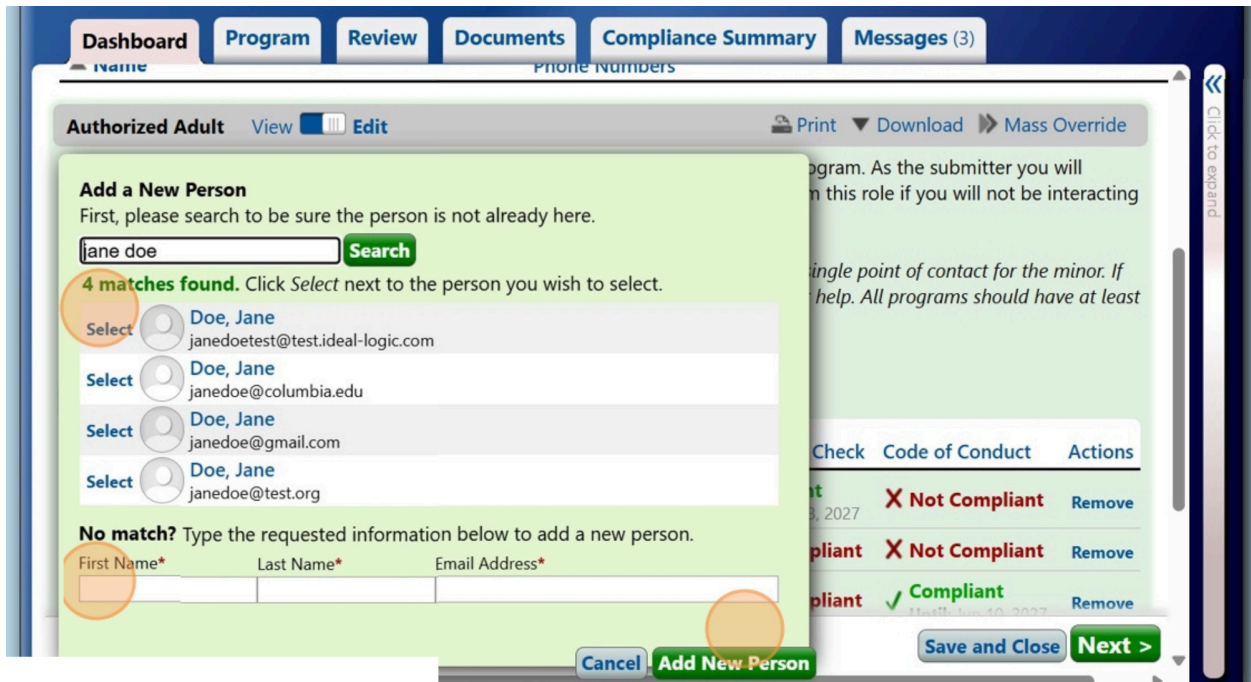 Dashboard Program Review Documents Compliance Summary Messages (3)
Name Phone Numbers
Authorized Adult View Edit Print Download Mass Override
Click to expand
Add a New Person
First, please search to be sure the person is not already here.
jane doe Search
4 matches found. Click Select next to the person you wish to select.
Select Doe, Jane
janedoetest@test.ideal-logic.com
Select Doe, Jane
janedoe@columbia.edu
Select Doe, Jane
janedoe@gmail.com
Select Doe, Jane
janedoe@test.org
No match? Type the requested information below to add a new person.
First Name* Last Name* Email Address*
Cancel Add New Person
As the submitter you will
this role if you will not be interacting
point of contact for the minor. If
help. All programs should have at least
Check Code of Conduct Actions
2027 Not Compliant Remove
Not Compliant Remove
Compliant
Until: Jun 10, 2027 Remove
Save and Close Next >